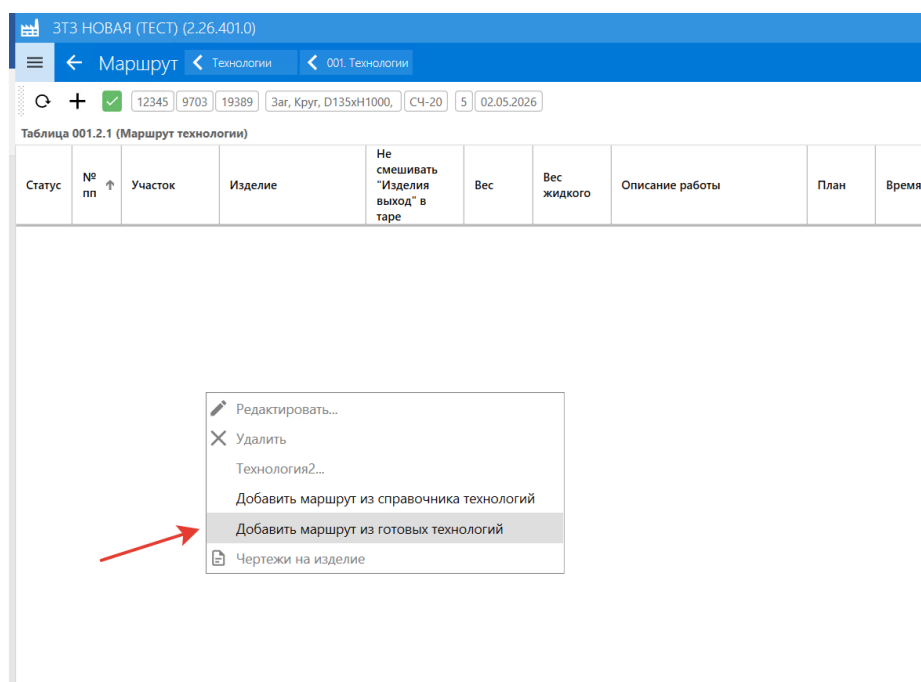 ЗТЗ НОВАЯ (ТЕСТ) (2.26.401.0)
Маршрут Технологии 001. Технологии
12345 9703 19389 Заг, Круг, D135xH1000, СЧ-20 5 02.05.2026
Таблица 001.2.1 (Маршрут технологии)
Статус
№ пп
Участок
Изделие
Не смешивать "Изделия выход" в таре
Вес
Вес жидкого
Описание работы
План
Время
Редактировать...
Удалить
Технология2...
Добавить маршрут из справочника технологий
Добавить маршрут из готовых технологий
Чертежи на изделие